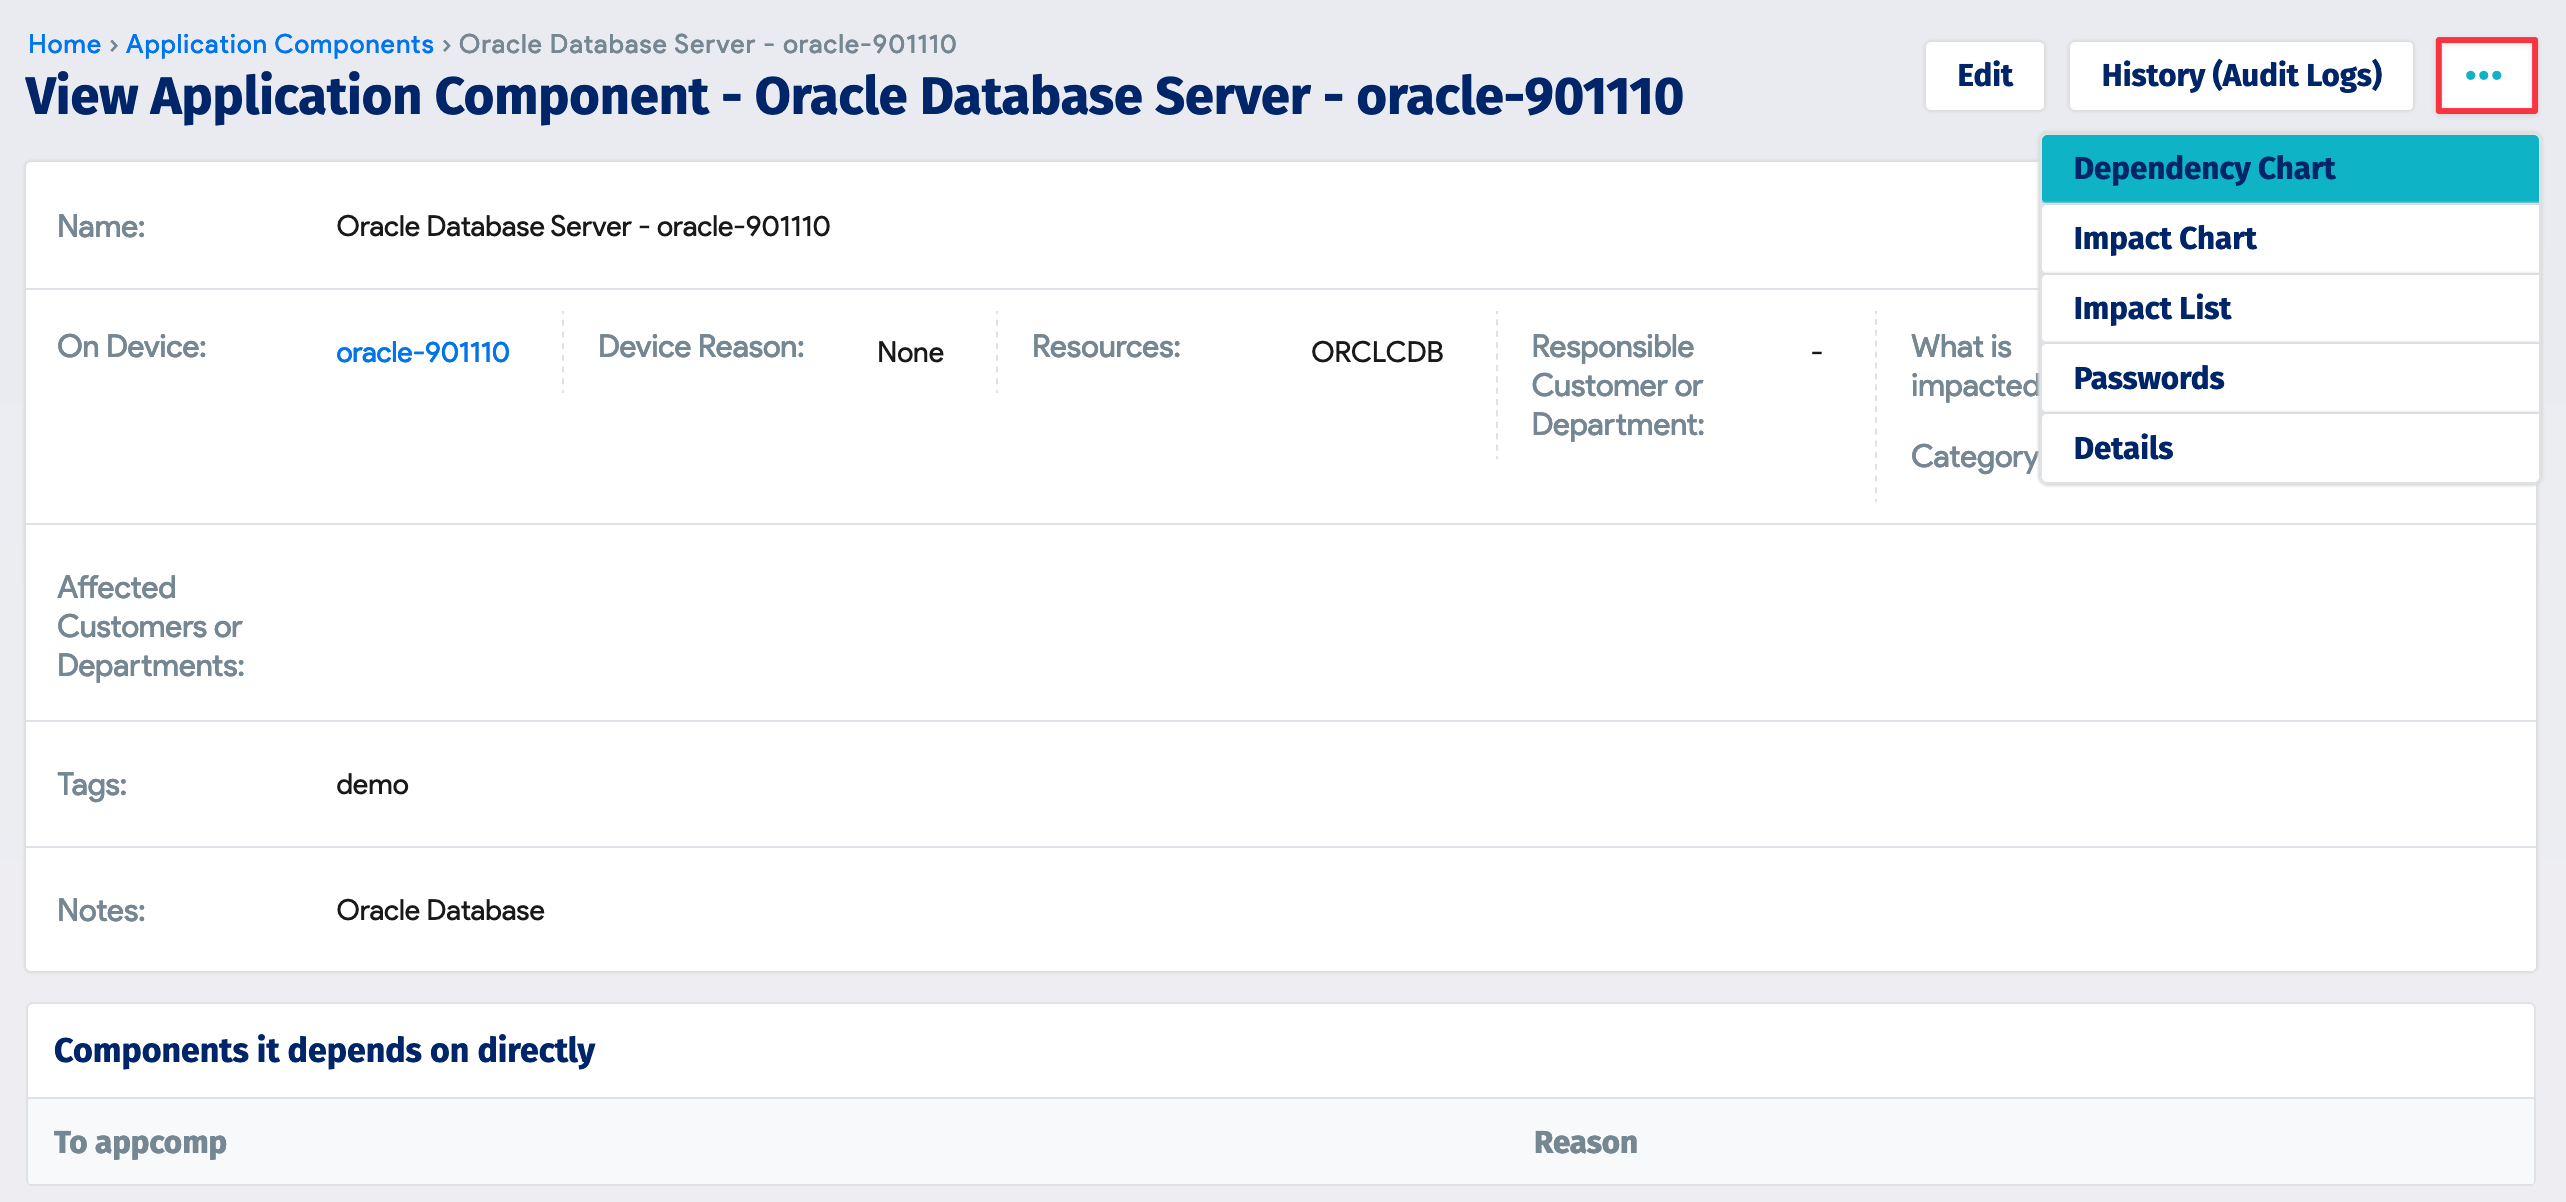 Home › Application Components › Oracle Database Server - oracle-901110
View Application Component - Oracle Database Server - oracle-901110
Edit
History (Audit Logs)
•••
Dependency Chart
Impact Chart
Impact List
Passwords
Details
Name:
Oracle Database Server - oracle-901110
On Device:
oracle-901110
Device Reason:
None
Resources:
ORCLCDB
Responsible
Customer or
Department:
-
What is
impacted
Category
Affected
Customers or
Departments:
Tags:
demo
Notes:
Oracle Database
Components it depends on directly
To appcomp
Reason